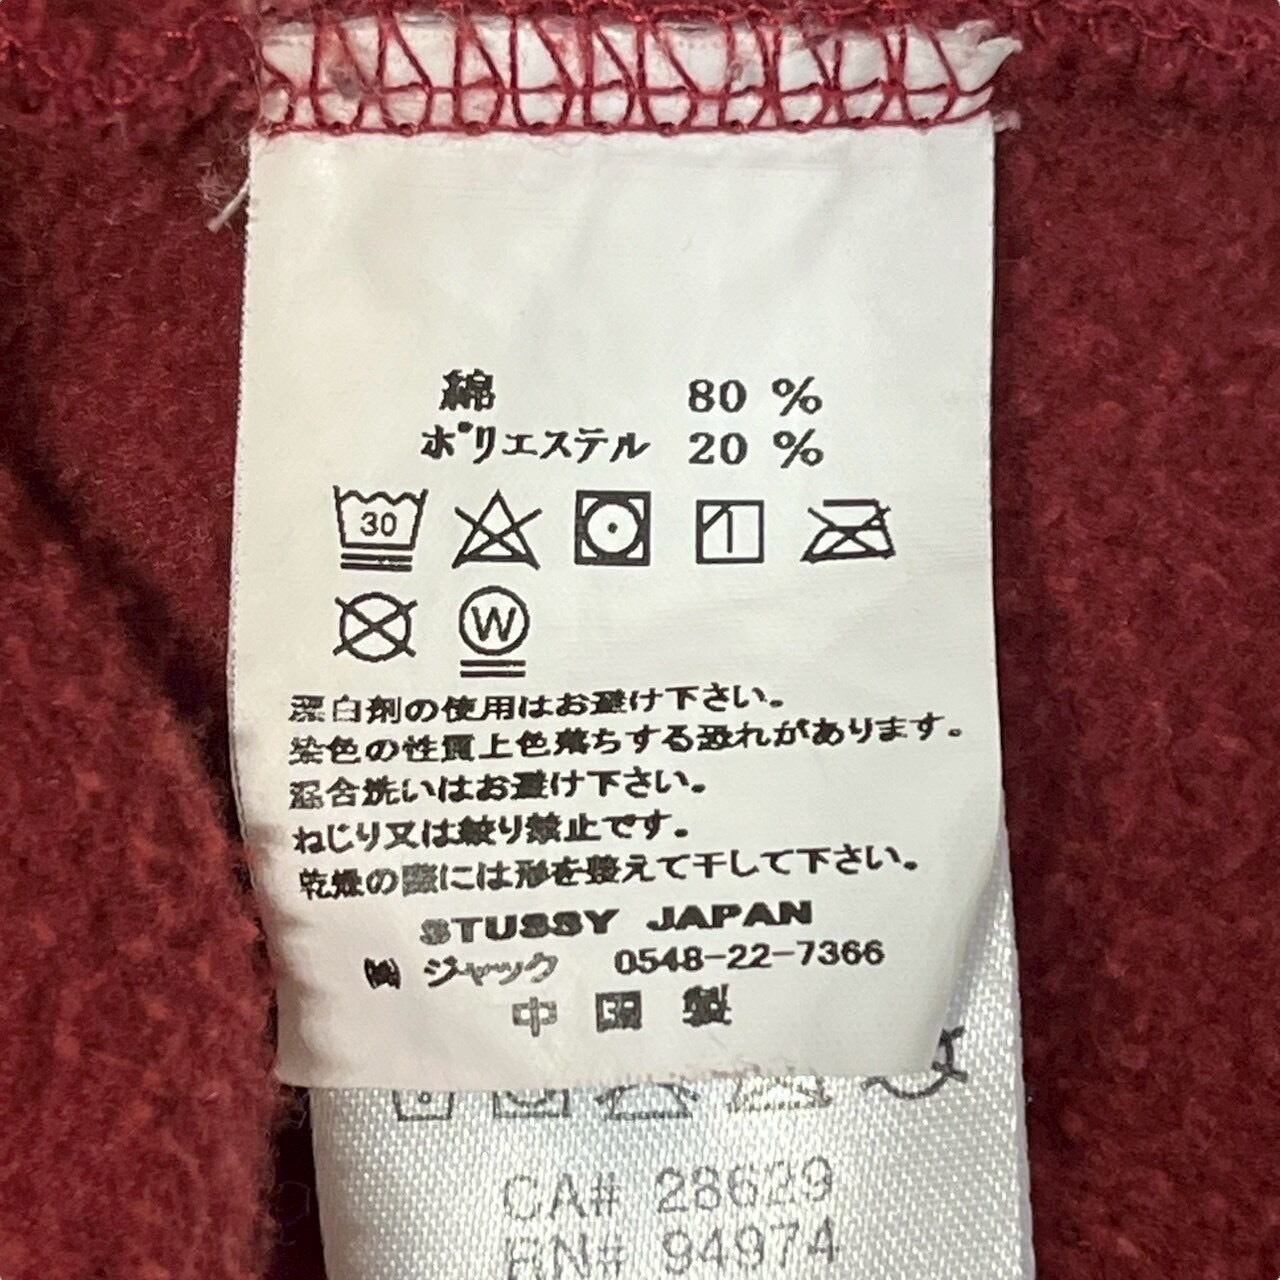 綿 80 %
ポリエステル 20 %
30
W
漂白剤の使用はお避け下さい。
染色の性質上色落ちする恐れがあります。
混合洗いはお避け下さい。
ねじり又は絞り禁止です。
乾燥の際には形を整えて干して下さい。
STUSSY JAPAN
㈱ ジャック 0548-22-7366
中国製
CA# 28629
RN# 94974